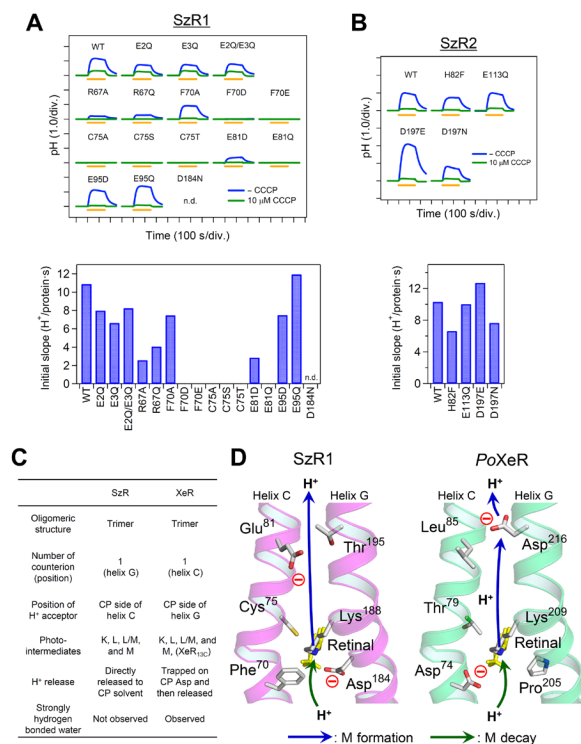 A
SzR1
WT E2Q E3Q E2Q/E3Q
R67A R67Q F70A F70D F70E
C75A C75S C75T E81D E81Q
E95D E95Q D184N
n.d.
– CCCP
10 μM CCCP
pH (1.0/div.)
Time (100 s/div.)
B
SzR2
WT H82F E113Q
D197E D197N
– CCCP
10 μM CCCP
pH (1.0/div.)
Time (100 s/div.)
Initial slope (H⁺/protein·s)
12
8
4
0
n.d.
WT E2Q E3Q E2Q/E3Q R67A R67Q F70A F70D F70E C75A C75S C75T E81D E81Q E95D E95Q D184N
Initial slope (H⁺/protein·s)
12
8
4
0
WT H82F E113Q D197E D197N
C
SzR XeR
Oligomeric structure Trimer Trimer
Number of counterion (position) 1 (helix G) 1 (helix C)
Position of H⁺ acceptor CP side of helix C CP side of helix G
Photo-intermediates K, L, L/M, and M K, L, L/M, and M, (XeR13C)
H⁺ release Directly released to CP solvent Trapped on CP Asp and then released
Strongly hydrogen bonded water Not observed Observed
D
SzR1
H⁺
Helix C Helix G
Glu81
Thr195
Cys75
Lys188
Retinal
Phe70
Asp184
H⁺
PoXeR
H⁺
Helix C Helix G
Leu85
Asp216
H⁺
Thr79
Lys209
Retinal
Asp74
Pro205
H⁺
: M formation : M decay